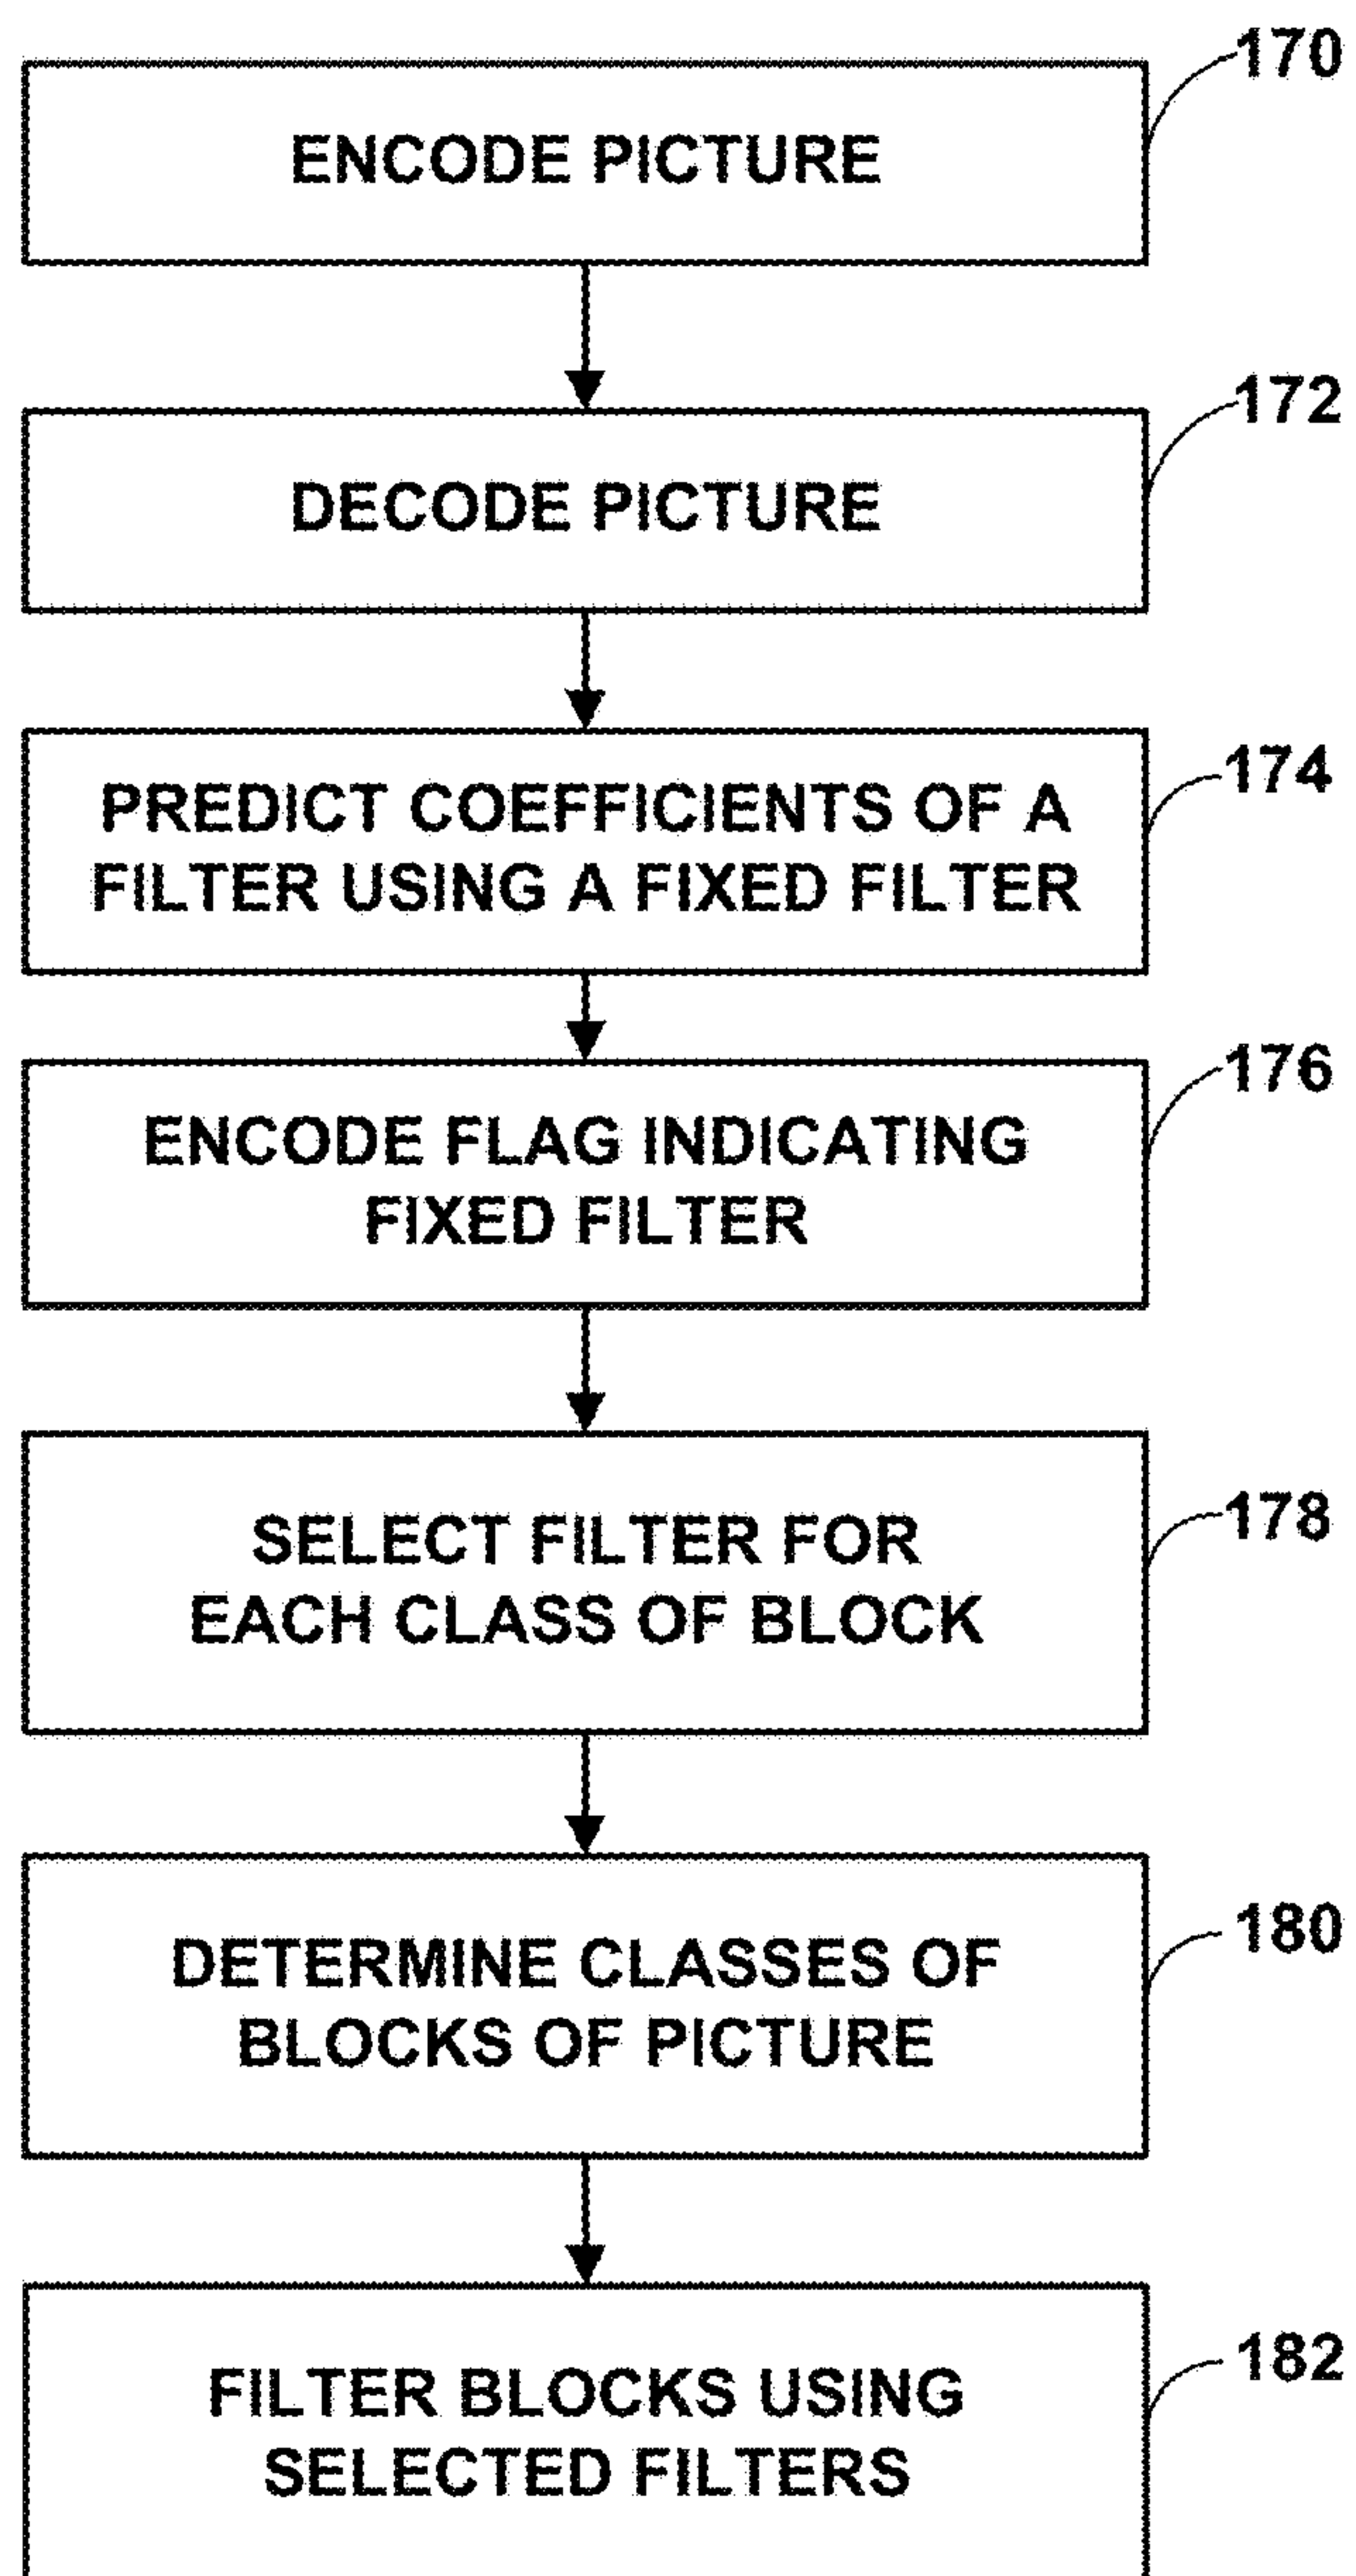 170
ENCODE PICTURE
172
DECODE PICTURE
174
PREDICT COEFFICIENTS OF A
FILTER USING A FIXED FILTER
176
ENCODE FLAG INDICATING
FIXED FILTER
178
SELECT FILTER FOR
EACH CLASS OF BLOCK
180
DETERMINE CLASSES OF
BLOCKS OF PICTURE
182
FILTER BLOCKS USING
SELECTED FILTERS